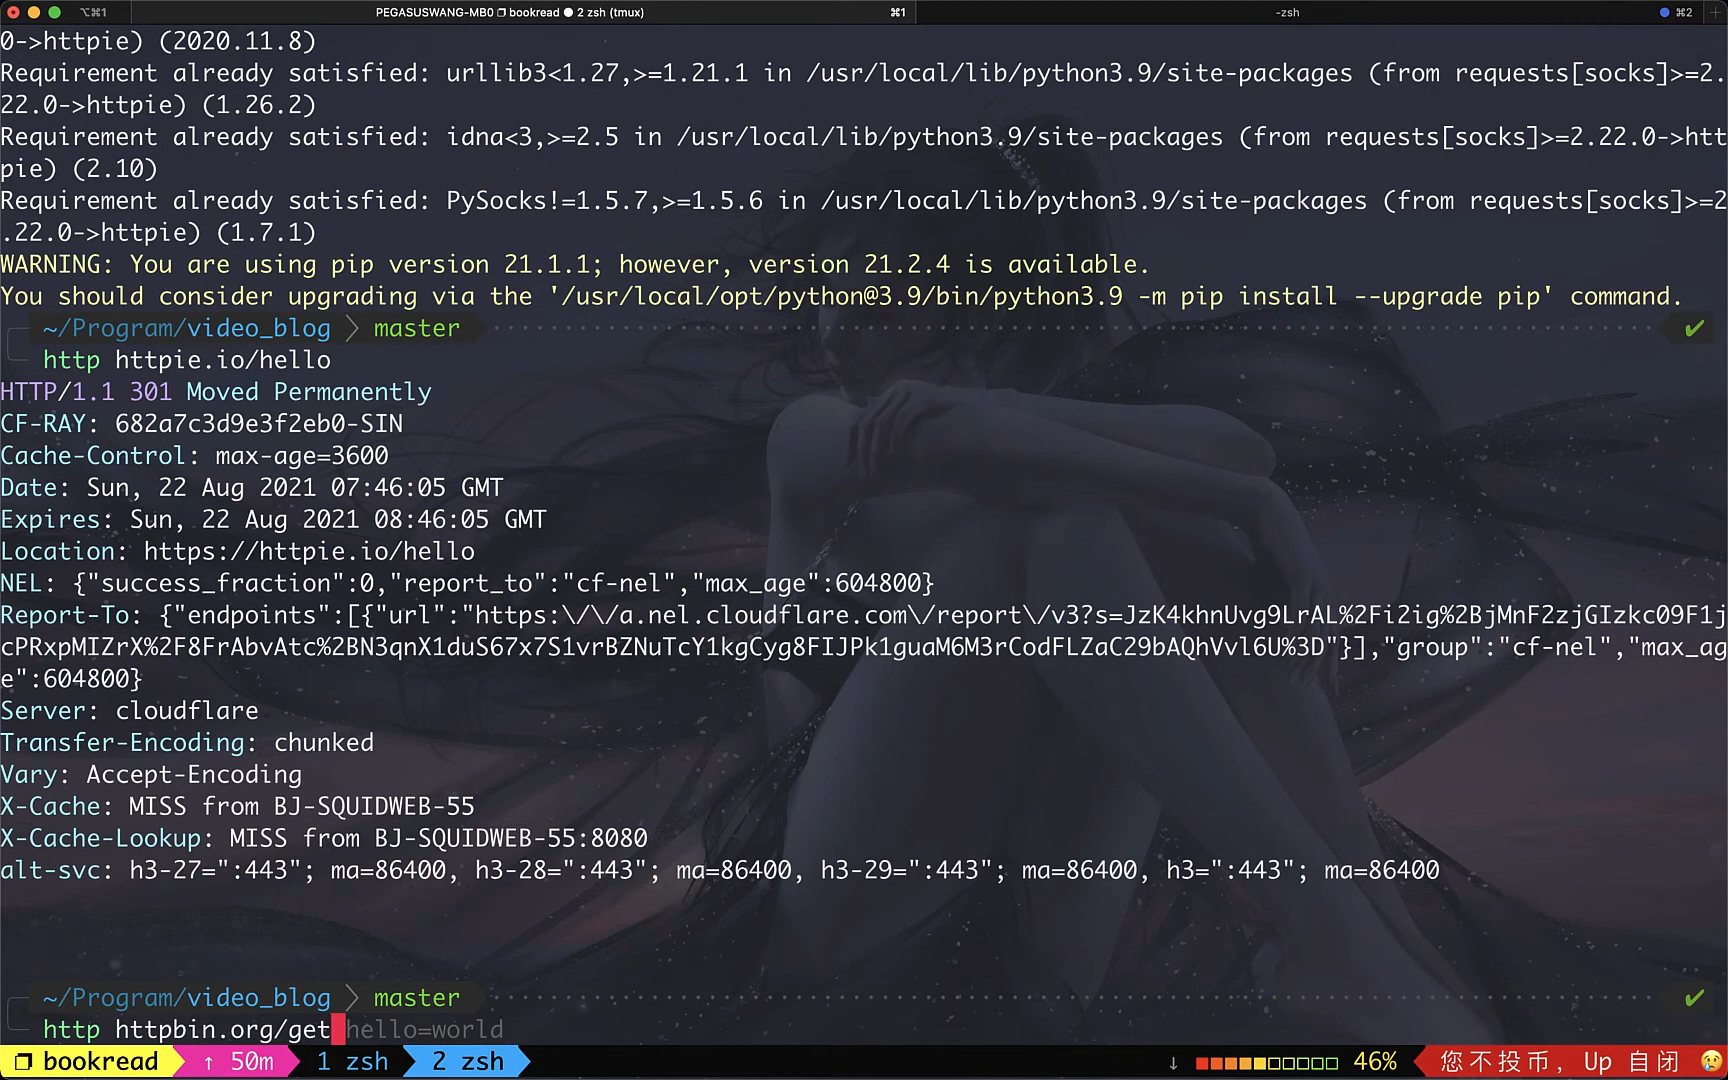 ⌥⌘1 PEGASUSWANG-MB0 bookread ● 2 zsh (tmux) ⌘1 -zsh ⌘2 +
0->httpie) (2020.11.8)
Requirement already satisfied: urllib3<1.27,>=1.21.1 in /usr/local/lib/python3.9/site-packages (from requests[socks]>=2.
22.0->httpie) (1.26.2)
Requirement already satisfied: idna<3,>=2.5 in /usr/local/lib/python3.9/site-packages (from requests[socks]>=2.22.0->htt
pie) (2.10)
Requirement already satisfied: PySocks!=1.5.7,>=1.5.6 in /usr/local/lib/python3.9/site-packages (from requests[socks]>=2
.22.0->httpie) (1.7.1)
WARNING: You are using pip version 21.1.1; however, version 21.2.4 is available.
You should consider upgrading via the '/usr/local/opt/python@3.9/bin/python3.9 -m pip install --upgrade pip' command.
~/Program/video_blog > master ✔
http httpie.io/hello
HTTP/1.1 301 Moved Permanently
CF-RAY: 682a7c3d9e3f2eb0-SIN
Cache-Control: max-age=3600
Date: Sun, 22 Aug 2021 07:46:05 GMT
Expires: Sun, 22 Aug 2021 08:46:05 GMT
Location: https://httpie.io/hello
NEL: {"success_fraction":0,"report_to":"cf-nel","max_age":604800}
Report-To: {"endpoints":[{"url":"https:\/\/a.nel.cloudflare.com\/report\/v3?s=JzK4khnUvg9LrAL%2Fi2ig%2BjMnF2zjGIzkc09F1j
cPRxpMIZrX%2F8FrAbvAtc%2BN3qnX1duS67x7S1vrBZNuTcY1kgCyg8FIJPk1guaM6M3rCodFLZaC29bAQhVvl6U%3D"}],"group":"cf-nel","max_ag
e":604800}
Server: cloudflare
Transfer-Encoding: chunked
Vary: Accept-Encoding
X-Cache: MISS from BJ-SQUIDWEB-55
X-Cache-Lookup: MISS from BJ-SQUIDWEB-55:8080
alt-svc: h3-27=":443"; ma=86400, h3-28=":443"; ma=86400, h3-29=":443"; ma=86400, h3=":443"; ma=86400
~/Program/video_blog > master ✔
http httpbin.org/get hello=world
bookread ↑ 50m 1 zsh 2 zsh ↓ 46% 您不投币, Up 自闭 😢